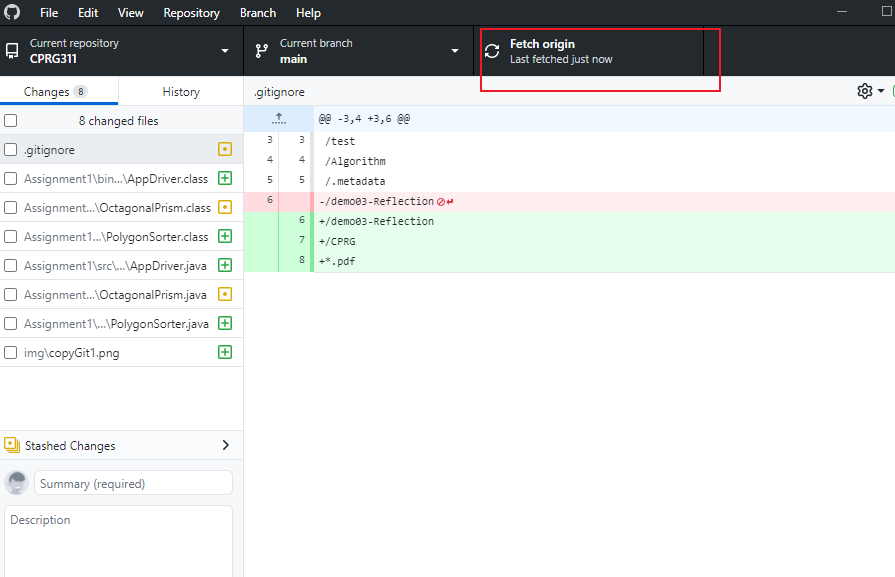 File Edit View Repository Branch Help
Current repository
CPRG311
Current branch
main
Fetch origin
Last fetched just now
Changes 8
History
8 changed files
.gitignore
Assignment1\bin...\AppDriver.class
Assignment...\OctagonalPrism.class
Assignment1...\PolygonSorter.class
Assignment1\src\...\AppDriver.java
Assignment...\OctagonalPrism.java
Assignment1\...\PolygonSorter.java
img\copyGit1.png
Stashed Changes
Summary (required)
Description
.gitignore
@@ -3,4 +3,6 @@
3 3 /test
4 4 /Algorithm
5 5 /.metadata
6 -/demo03-Reflection
6 +/demo03-Reflection
7 +/CPRG
8 +*.pdf